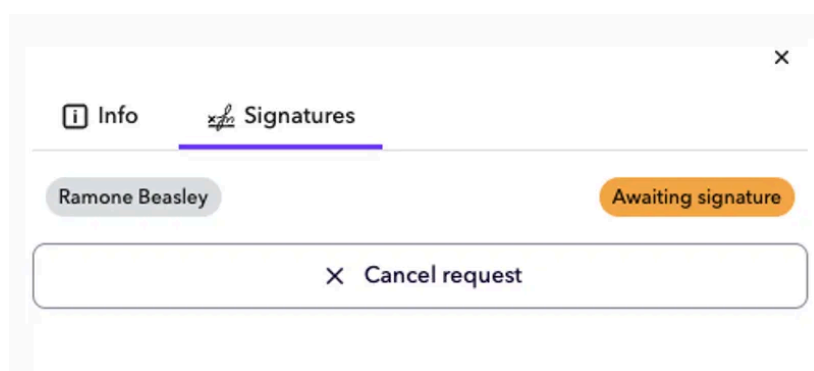 Info Signatures
Ramone Beasley Awaiting signature
Cancel request